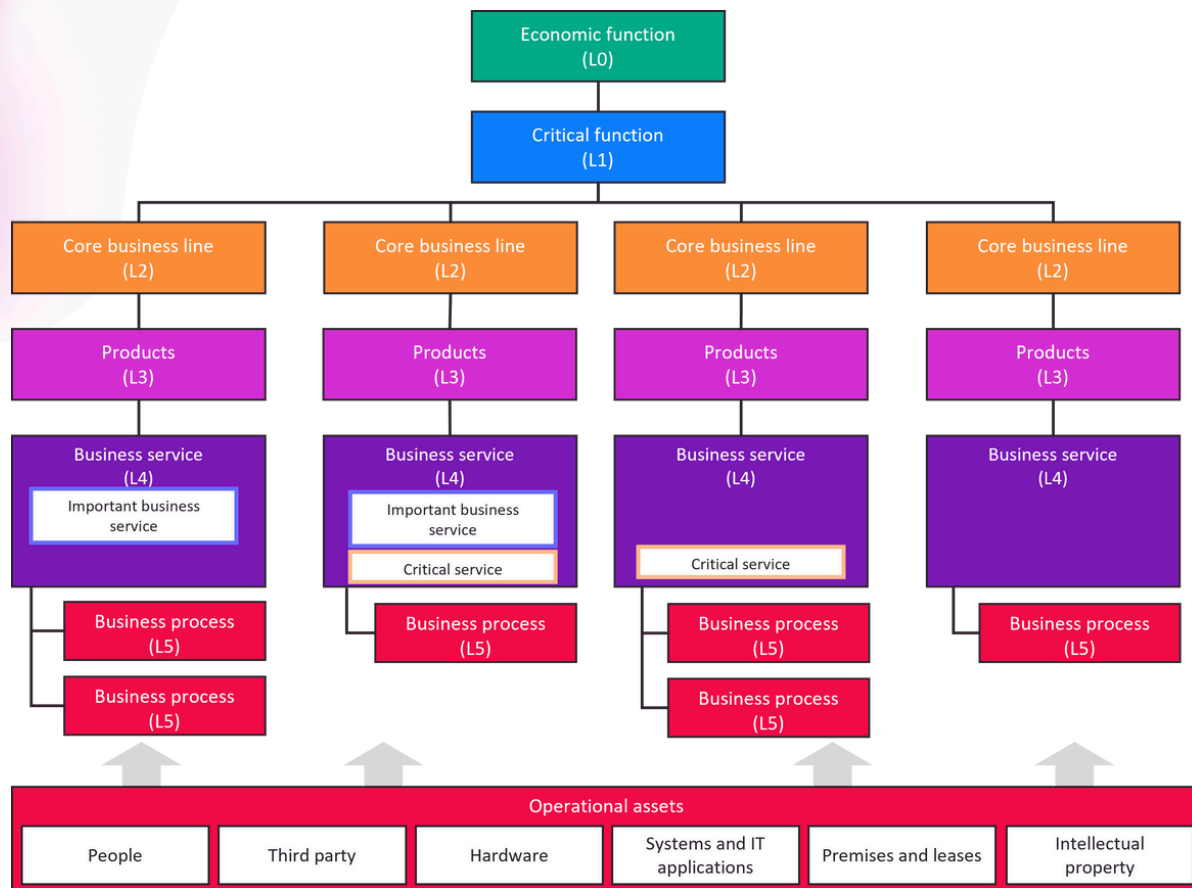 Economic function
(L0)
Critical function
(L1)
Core business line
(L2)
Core business line
(L2)
Core business line
(L2)
Core business line
(L2)
Products
(L3)
Products
(L3)
Products
(L3)
Products
(L3)
Business service
(L4)
Important business
service
Business service
(L4)
Important business
service
Critical service
Business service
(L4)
Critical service
Business service
(L4)
Business process
(L5)
Business process
(L5)
Business process
(L5)
Business process
(L5)
Business process
(L5)
Business process
(L5)
Operational assets
People
Third party
Hardware
Systems and IT
applications
Premises and leases
Intellectual
property